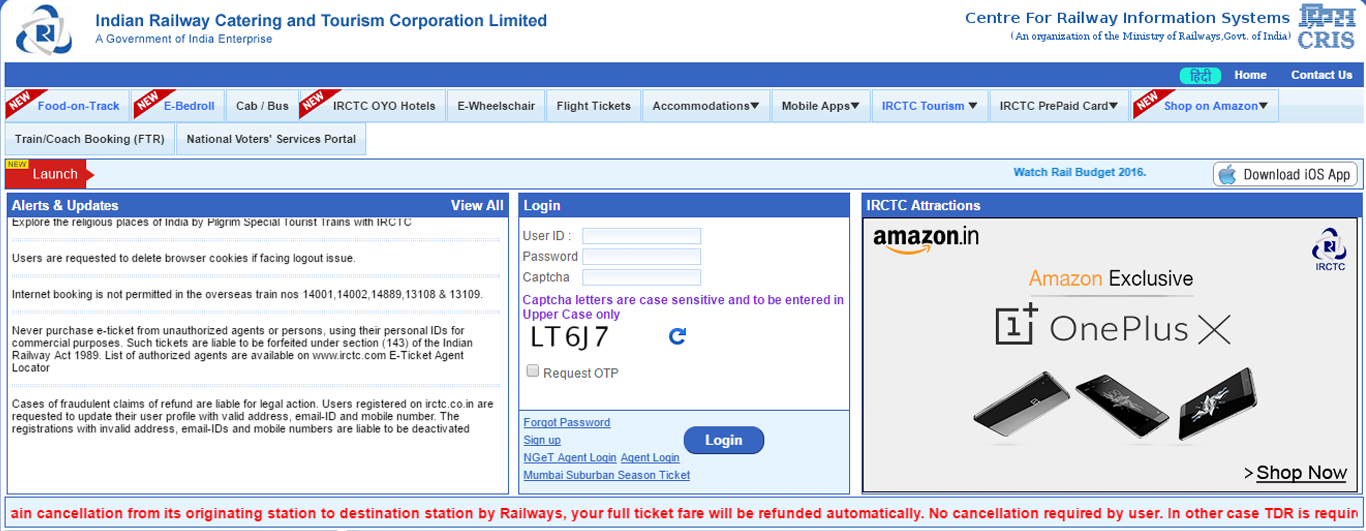 Indian Railway Catering and Tourism Corporation Limited
A Government of India Enterprise
Centre For Railway Information Systems
(An organization of the Ministry of Railways,Govt. of India)
CRIS
हिंदी Home Contact Us
NEW Food-on-Track NEW E-Bedroll Cab / Bus NEW IRCTC OYO Hotels E-Wheelschair Flight Tickets Accommodations▼ Mobile Apps▼ IRCTC Tourism ▼ IRCTC PrePaid Card▼ NEW Shop on Amazon▼
Train/Coach Booking (FTR) National Voters' Services Portal
NEW Launch Watch Rail Budget 2016. Download iOS App
Alerts & Updates View All
Explore the religious places of India by Pilgrim Special Tourist Trains with IRCTC
Users are requested to delete browser cookies if facing logout issue.
Internet booking is not permitted in the overseas train nos 14001,14002,14889,13108 & 13109.
Never purchase e-ticket from unauthorized agents or persons, using their personal IDs for
commercial purposes. Such tickets are liable to be forfeited under section (143) of the Indian
Railway Act 1989. List of authorized agents are available on www.irctc.com E-Ticket Agent
Locator
Cases of fraudulent claims of refund are liable for legal action. Users registered on irctc.co.in are
requested to update their user profile with valid address, email-ID and mobile number. The
registrations with invalid address, email-IDs and mobile numbers are liable to be deactivated
Login
User ID :
Password
Captcha
Captcha letters are case sensitive and to be entered in
Upper Case only
LT6J7
Request OTP
Forgot Password
Sign up
Login
NGeT Agent Login Agent Login
Mumbai Suburban Season Ticket
IRCTC Attractions
amazon.in
IRCTC
Amazon Exclusive
OnePlus X
>Shop Now
ain cancellation from its originating station to destination station by Railways, your full ticket fare will be refunded automatically. No cancellation required by user. In other case TDR is requir